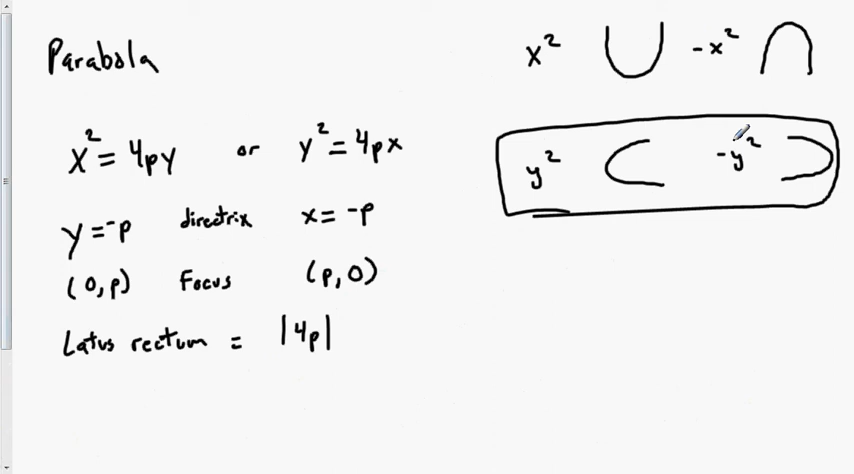 Parabola
x² = 4py or y² = 4px
y = -p directrix x = -p
(0, p) Focus (p, 0)
Latus rectum = |4p|
x² -x²
y² -y²